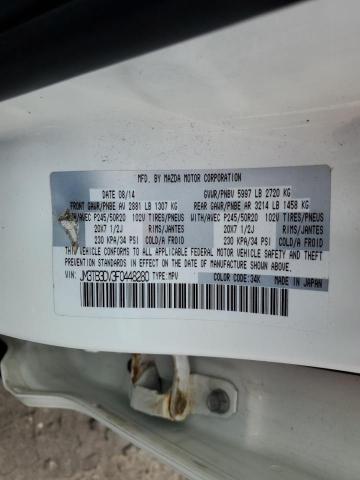 MFD. BY MAZDA MOTOR CORPORATION
DATE 08/14 GVWR/PNBV 5997 LB 2720 KG
FRONT GAWR/PNBE AV 2881 LB 1307 KG REAR GAWR/PNBE AR 3214 LB 1458 KG
WITH/AVEC P245/50R20 102V TIRES/PNEUS WITH/AVEC P245/50R20 102V TIRES/PNEUS
20X7 1/2J RIMS/JANTES 20X7 1/2J RIMS/JANTES
230 KPA/34 PSI COLD/A FROID 230 KPA/34 PSI COLD/A FROID
THIS VEHICLE CONFORMS TO ALL APPLICABLE FEDERAL MOTOR VEHICLE SAFETY AND
THEFT PREVENTION STANDARDS IN EFFECT ON THE DATE OF MANUFACTURE SHOWN ABOVE.
VIN: JM3TB3DV3F0448280 TYPE:MPV COLOR CODE:34K MADE IN JAPAN